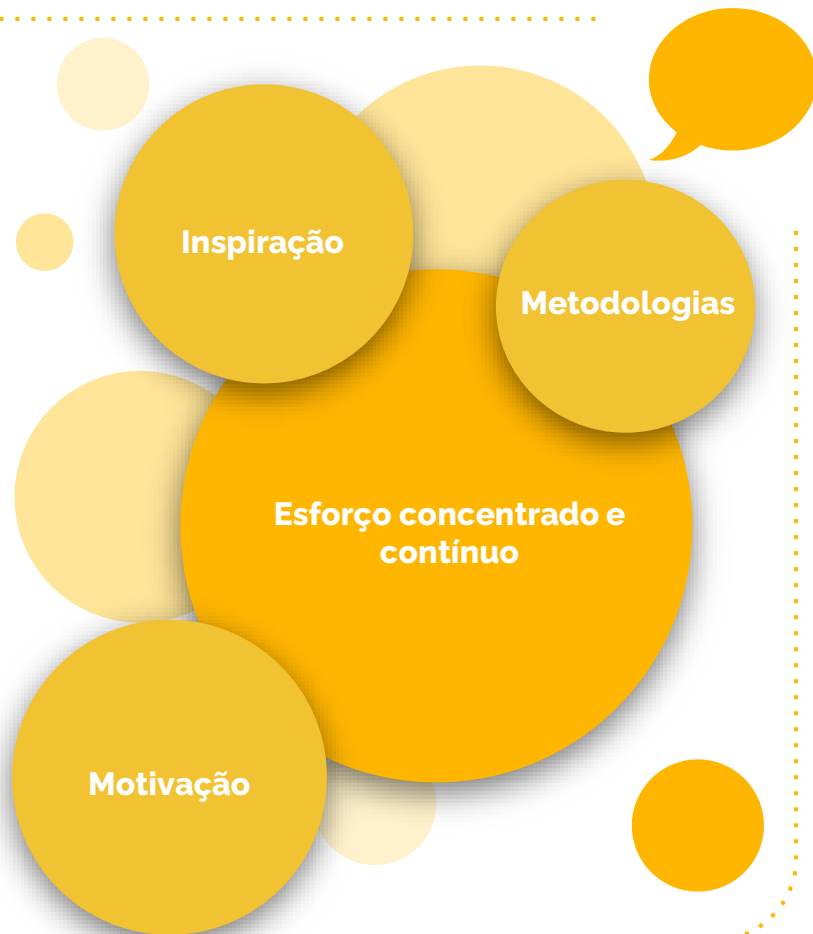 Inspiração
Metodologias
Esforço concentrado e
contínuo
Motivação